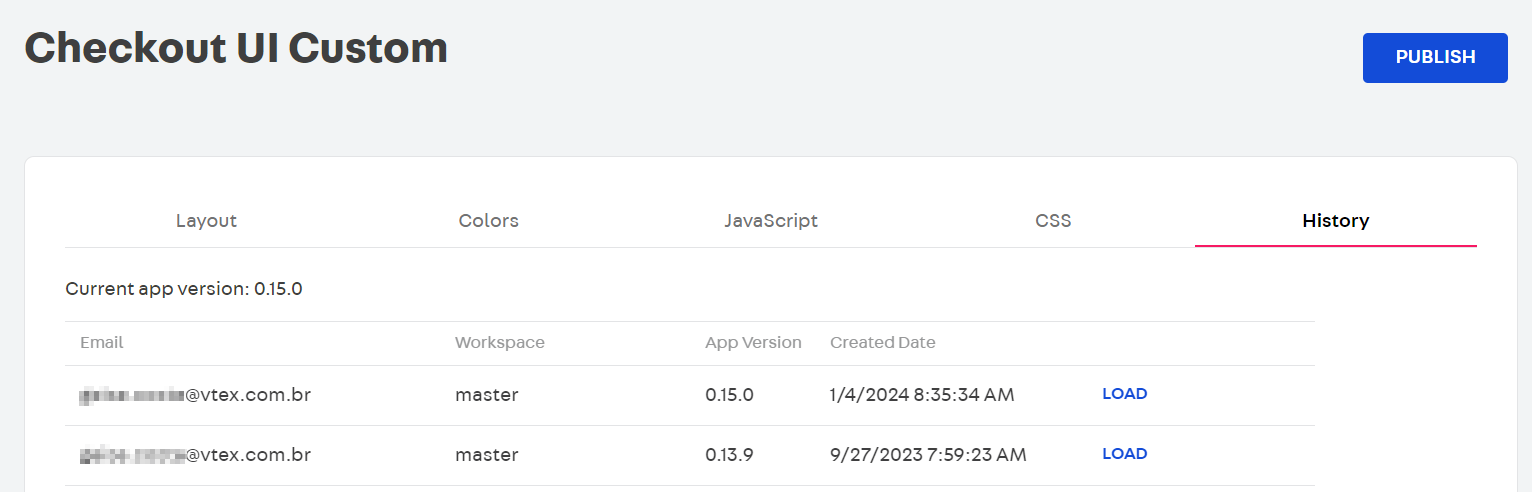 Checkout UI Custom
PUBLISH
Layout Colors JavaScript CSS History
Current app version: 0.15.0
Email Workspace App Version Created Date
@vtex.com.br master 0.15.0 1/4/2024 8:35:34 AM LOAD
@vtex.com.br master 0.13.9 9/27/2023 7:59:23 AM LOAD